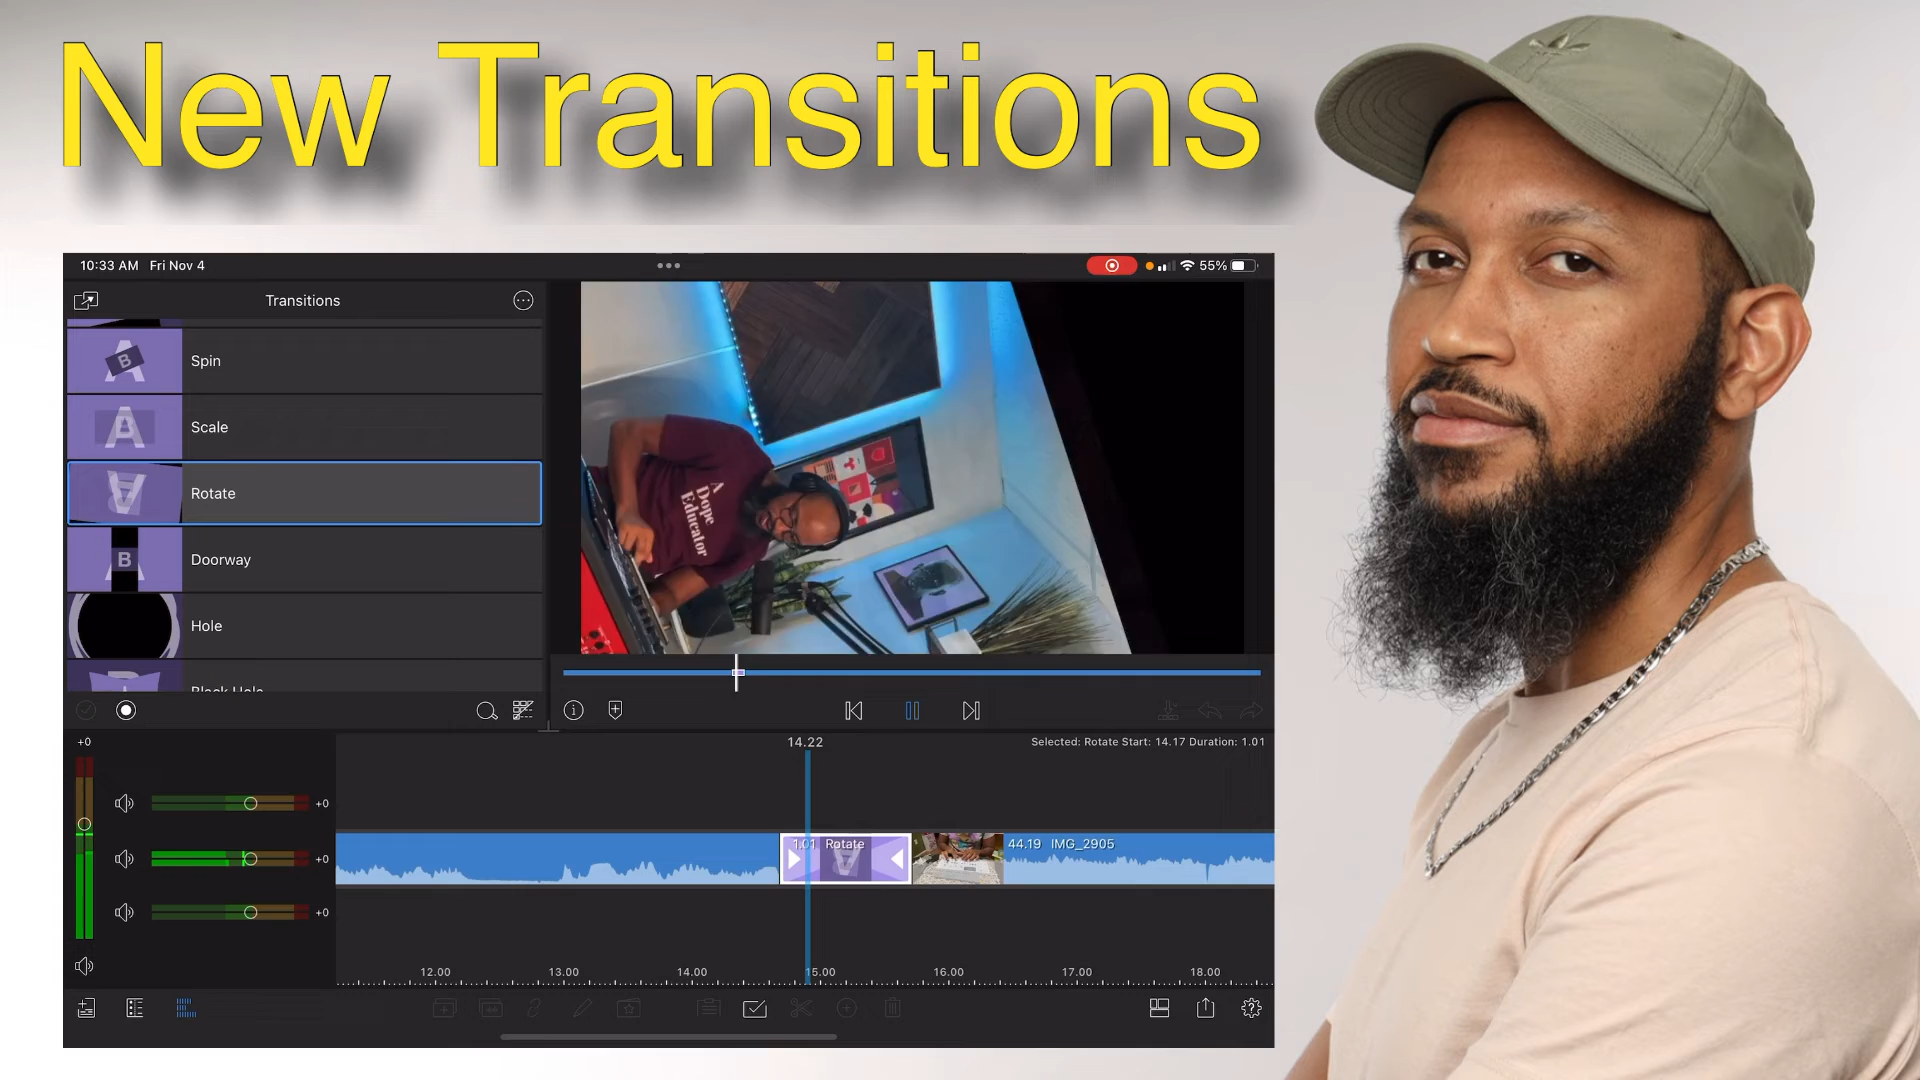 New Transitions
10:33 AM Fri Nov 4
55%
Transitions
B
Spin
A
Scale
A
Rotate
B
Doorway
Hole
Black Hole
A
Dope
Educator
+0
14.22
Selected: Rotate Start: 14.17 Duration: 1.01
+0
1.01 Rotate
44.19 IMG_2905
+0
+0
12.00 13.00 14.00 15.00 16.00 17.00 18.00